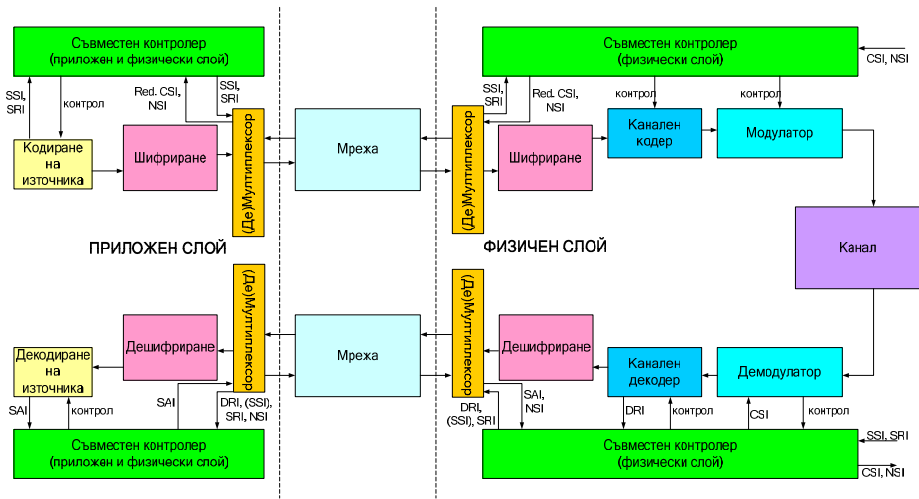 Съвместен контролер
(приложен и физически слой)
Съвместен контролер
(физически слой)
CSI, NSI
SSI,
SRI
контрол
Red. CSI,
NSI
SSI,
SRI
SSI,
SRI
Red. CSI,
NSI
контрол
контрол
Кодиране
на
източника
Шифриране
(Де)Мултиплексор
Мрежа
(Де)Мултиплексор
Шифриране
Канален
кодер
Модулатор
ПРИЛОЖЕН СЛОЙ
ФИЗИЧЕН СЛОЙ
Канал
Декодиране
на
източника
Дешифриране
(Де)Мултиплексор
Мрежа
(Де)Мултиплексор
Дешифриране
Канален
декодер
Демодулатор
SAI
контрол
SAI
DRI, (SSI),
SRI, NSI
DRI,
(SSI), SRI
SAI,
NSI
DRI
контрол
CSI
контрол
Съвместен контролер
(приложен и физически слой)
Съвместен контролер
(физически слой)
SSI, SRI
CSI, NSI